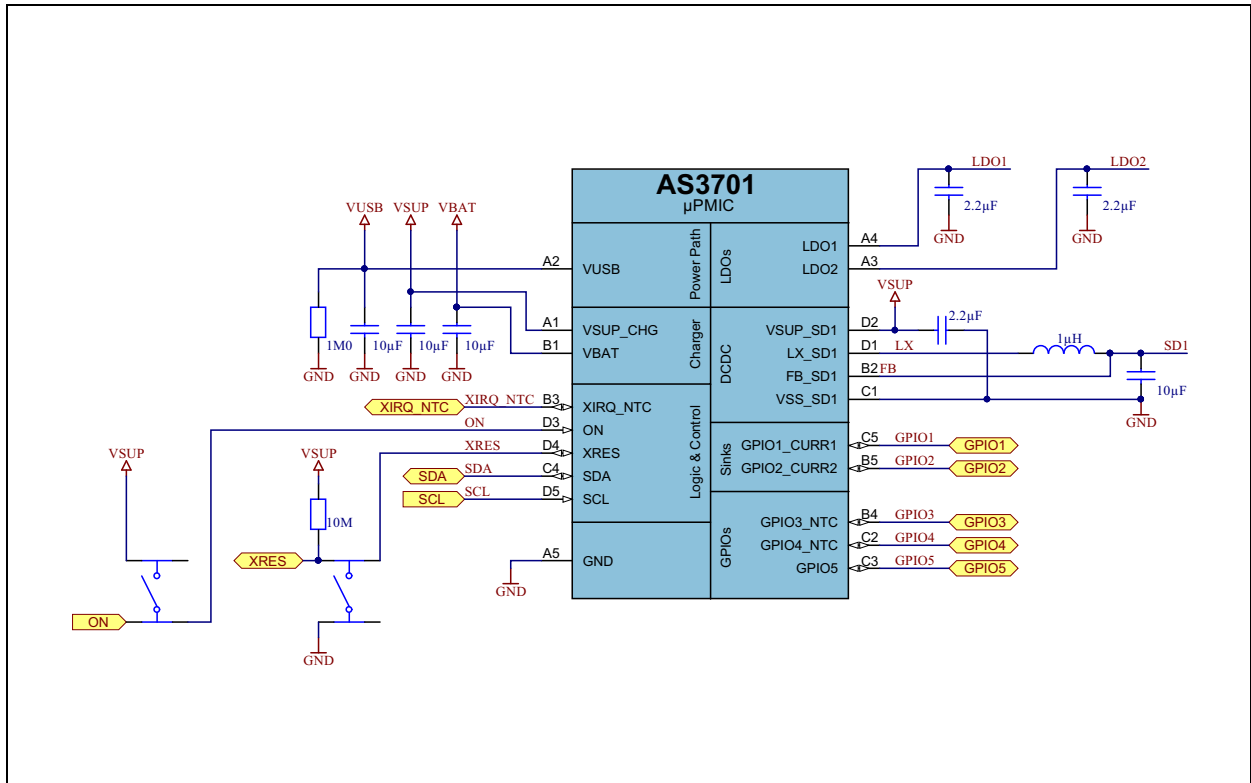 AS3701
µPMIC
LDO1
LDO2
2.2µF
2.2µF
GND
GND
VUSB
VSUP
VBAT
A2
VUSB
Power Path
LDOs
LDO1
A4
LDO2
A3
VSUP
1M0
10µF
10µF
10µF
GND
GND
GND
GND
A1
VSUP_CHG
B1
VBAT
Charger
DCDC
VSUP_SD1
D2
2.2µF
LX_SD1
D1
LX
1µH
SD1
FB_SD1
B2
FB
VSS_SD1
C1
10µF
GND
XIRQ_NTC
XIRQ_NTC
B3
XIRQ_NTC
ON
D3
ON
XRES
D4
XRES
SDA
SDA
C4
SDA
SCL
SCL
D5
SCL
Logic & Control
Sinks
GPIO1_CURR1
C5
GPIO1
GPIO1
GPIO2_CURR2
B5
GPIO2
GPIO2
GPIOs
GPIO3_NTC
B4
GPIO3
GPIO3
GPIO4_NTC
C2
GPIO4
GPIO4
GPIO5
C3
GPIO5
GPIO5
A5
GND
GND
VSUP
VSUP
10M
XRES
ON
GND